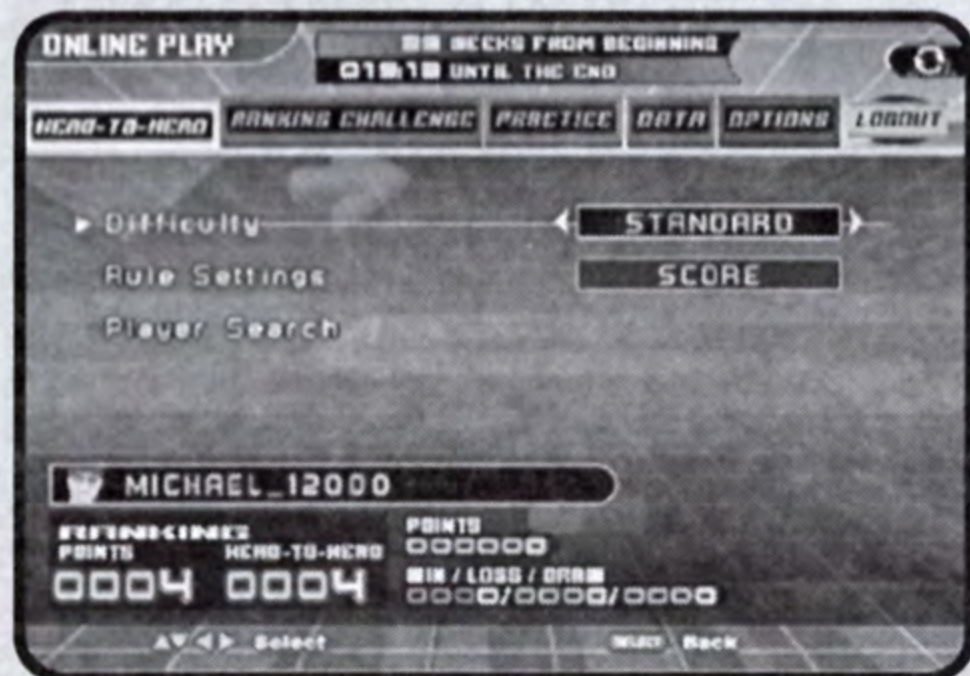 ONLINE PLAY
WEEKS FROM BEGINNING
UNTIL THE END
HEAD-TO-HEAD RANKING CHALLENGE PRACTICE DATA OPTIONS LOGOUT
Difficulty STANDARD
Rule Settings SCORE
Player Search
MICHAEL_12000
RANKING
POINTS HEAD-TO-HEAD POINTS
0004 0004 000000
WIN / LOSS / DRAW
0000/0000/0000
Select SELECT Back